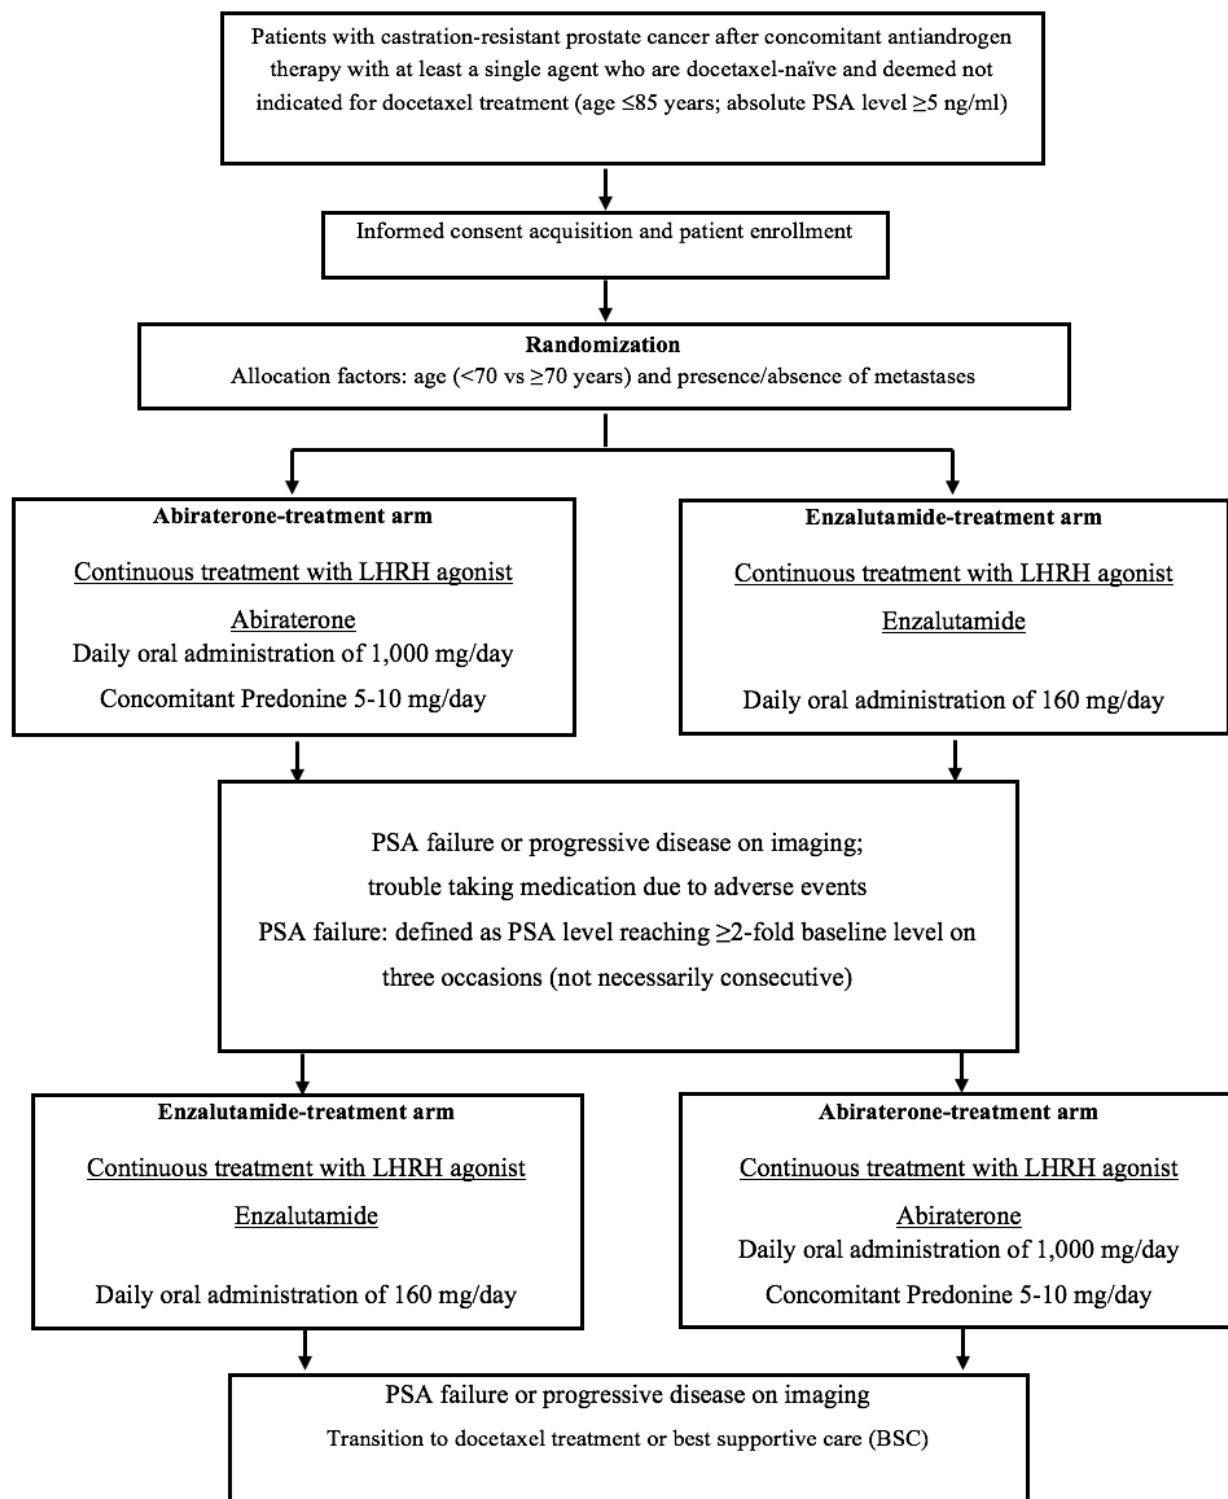 Patients with castration-resistant prostate cancer after concomitant antiandrogen
therapy with at least a single agent who are docetaxel-naïve and deemed not
indicated for docetaxel treatment (age ≤85 years; absolute PSA level ≥5 ng/ml)
Informed consent acquisition and patient enrollment
Randomization
Allocation factors: age (<70 vs ≥70 years) and presence/absence of metastases
Abiraterone-treatment arm
Continuous treatment with LHRH agonist
Abiraterone
Daily oral administration of 1,000 mg/day
Concomitant Predonine 5-10 mg/day
Enzalutamide-treatment arm
Continuous treatment with LHRH agonist
Enzalutamide
Daily oral administration of 160 mg/day
PSA failure or progressive disease on imaging;
trouble taking medication due to adverse events
PSA failure: defined as PSA level reaching ≥2-fold baseline level on
three occasions (not necessarily consecutive)
Enzalutamide-treatment arm
Continuous treatment with LHRH agonist
Enzalutamide
Daily oral administration of 160 mg/day
Abiraterone-treatment arm
Continuous treatment with LHRH agonist
Abiraterone
Daily oral administration of 1,000 mg/day
Concomitant Predonine 5-10 mg/day
PSA failure or progressive disease on imaging
Transition to docetaxel treatment or best supportive care (BSC)